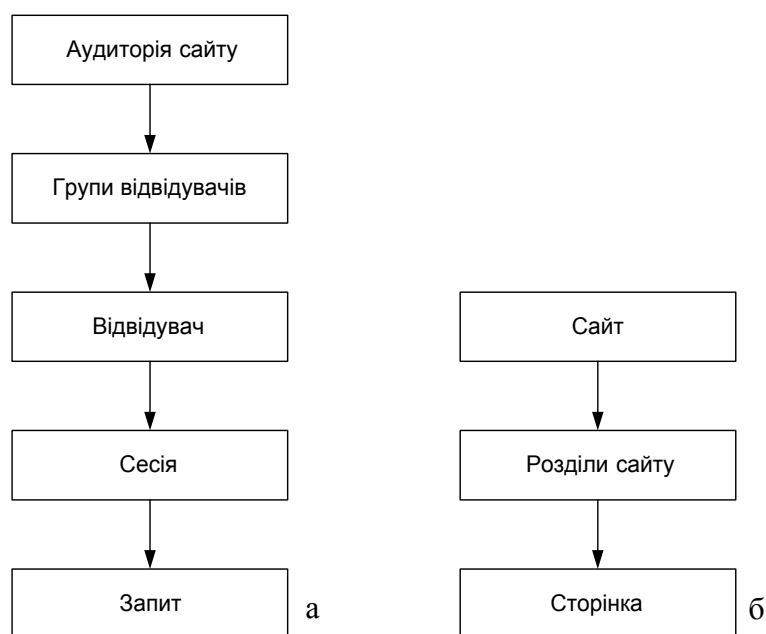 Аудиторія сайту
Групи відвідувачів
Відвідувач
Сесія
Запит
а
Сайт
Розділи сайту
Сторінка
б